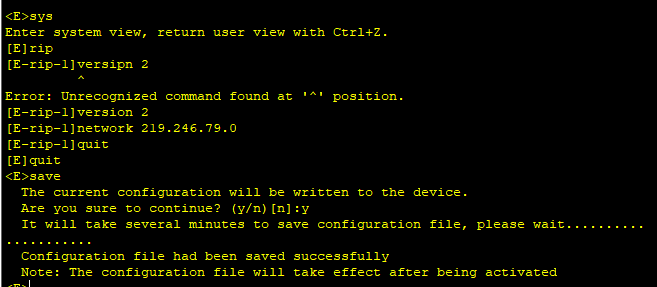 <E>sys
Enter system view, return user view with Ctrl+Z.
[E]rip
[E-rip-1]versipn 2
^
Error: Unrecognized command found at '^' position.
[E-rip-1]version 2
[E-rip-1]network 219.246.79.0
[E-rip-1]quit
[E]quit
<E>save
The current configuration will be written to the device.
Are you sure to continue? (y/n)[n]:y
It will take several minutes to save configuration file, please wait..........
...........
Configuration file had been saved successfully
Note: The configuration file will take effect after being activated
<E>